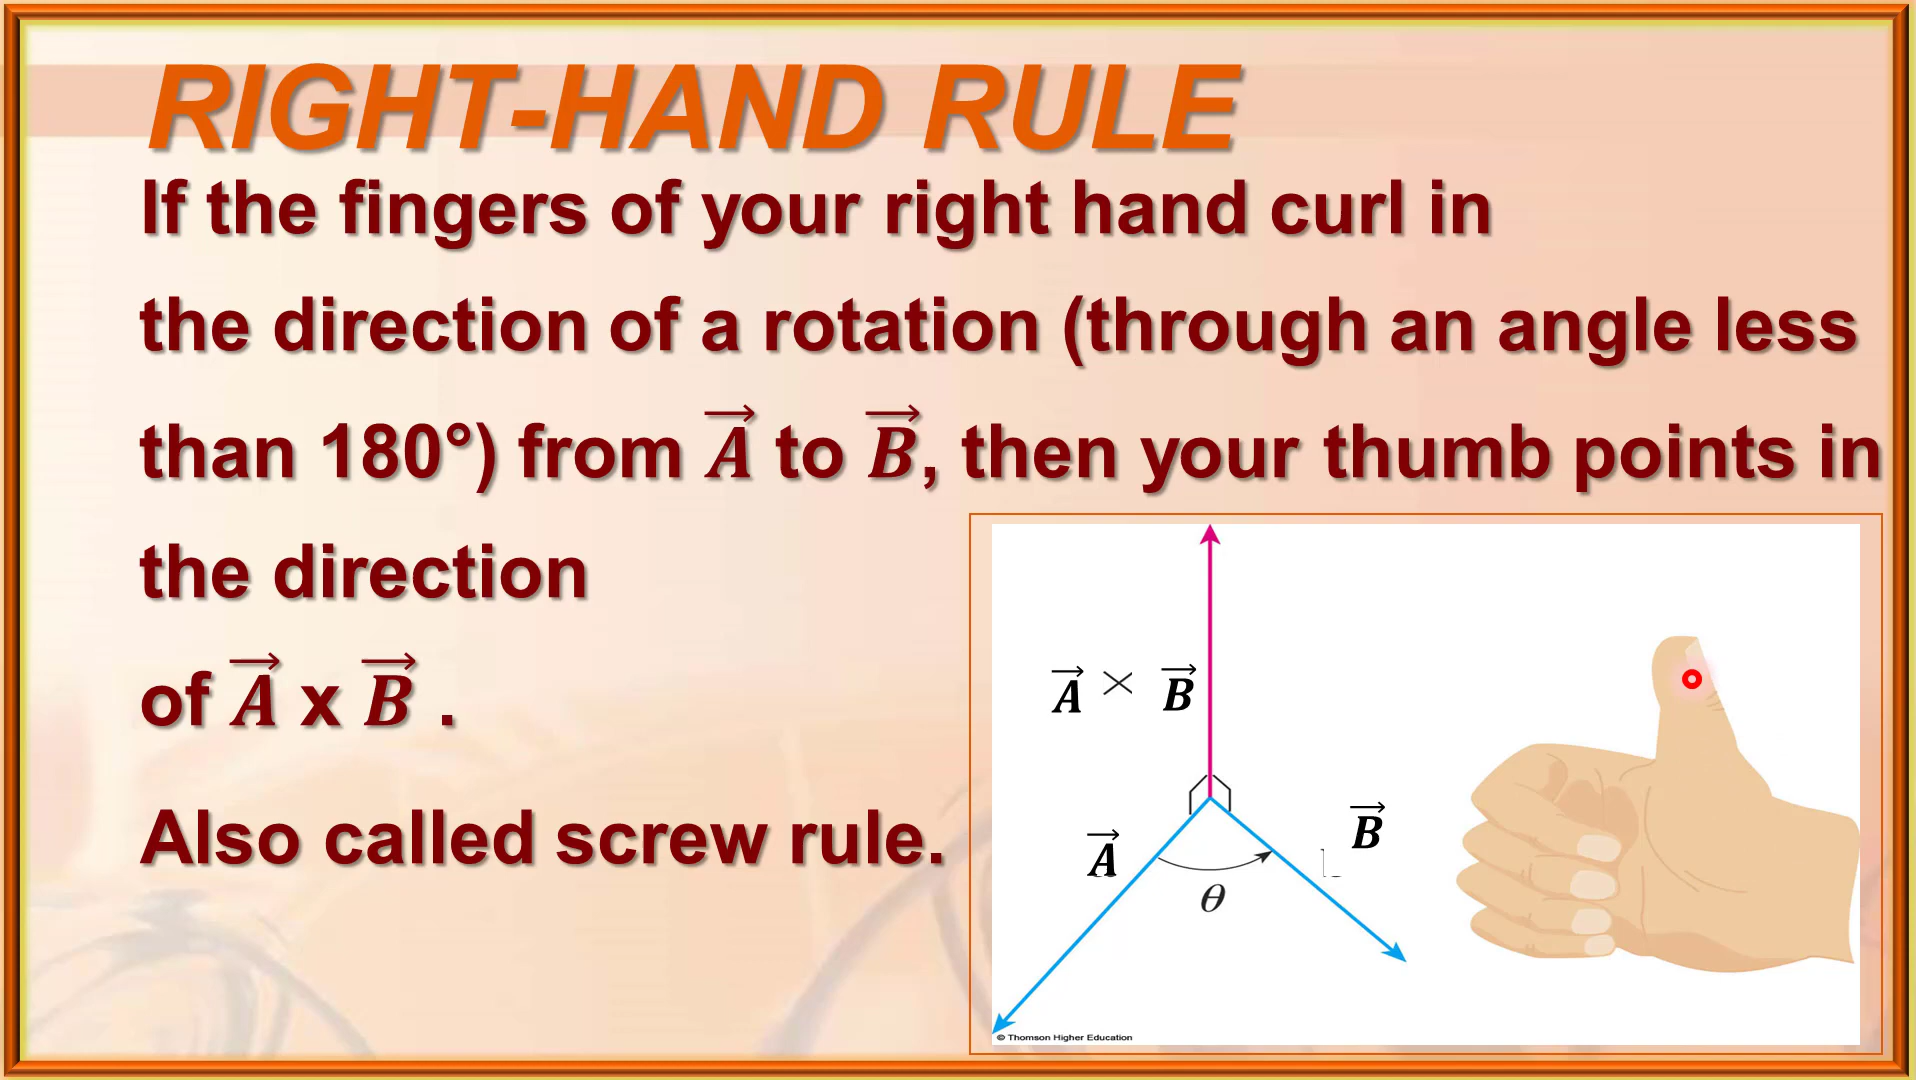 RIGHT-HAND RULE
If the fingers of your right hand curl in
the direction of a rotation (through an angle less
than 180°) from A⃗ to B⃗, then your thumb points in
the direction
of A⃗ x B⃗ .
Also called screw rule.
A⃗ × B⃗
A⃗
B⃗
θ
© Thomson Higher Education